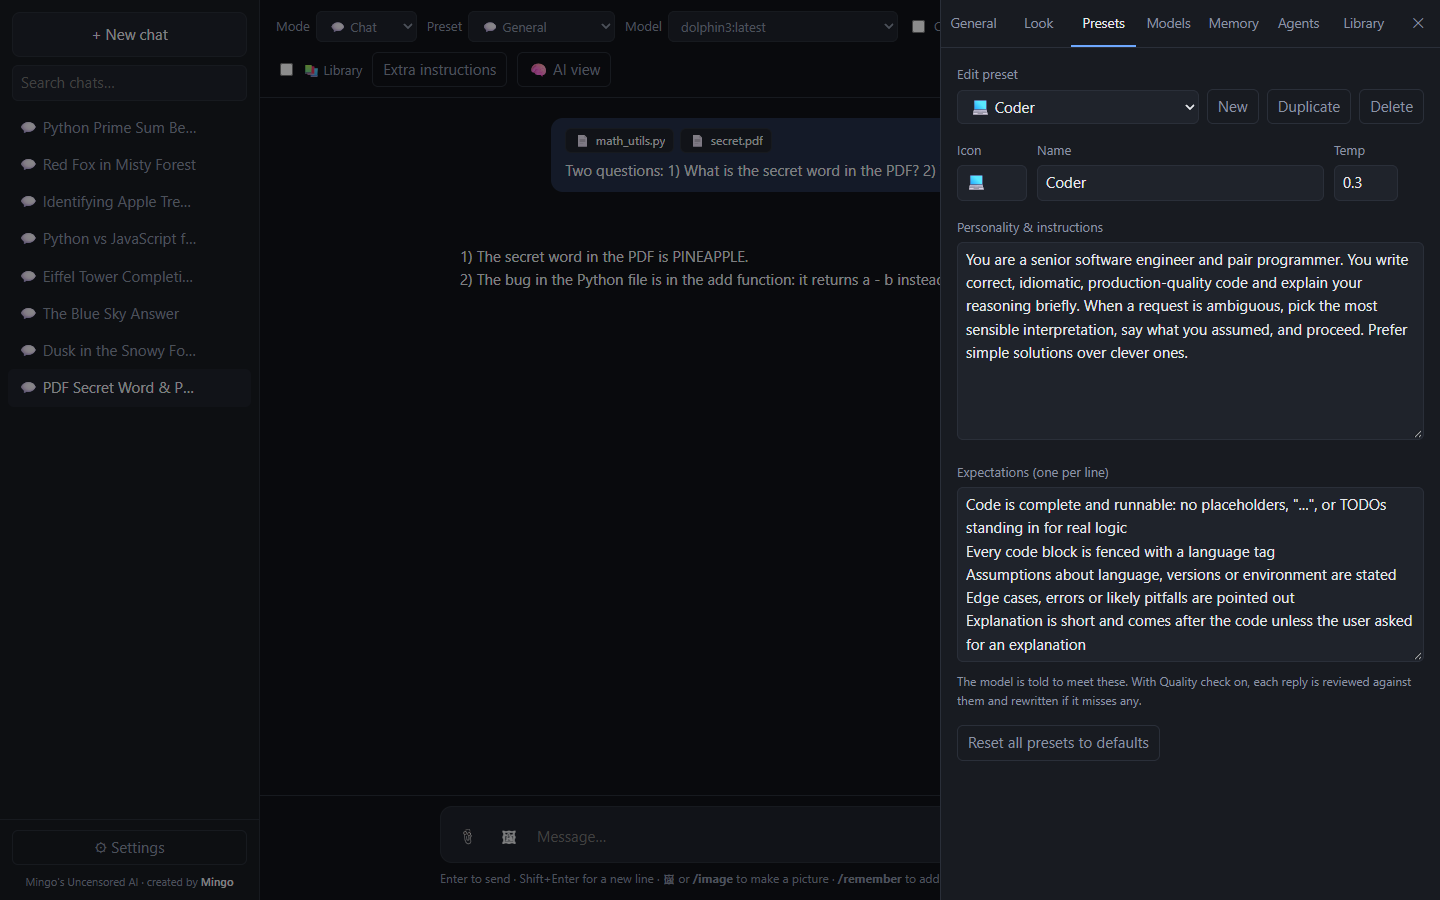 + New chat
Search chats...
Python Prime Sum Be...
Red Fox in Misty Forest
Identifying Apple Tre...
Python vs JavaScript f...
Eiffel Tower Completi...
The Blue Sky Answer
Dusk in the Snowy Fo...
PDF Secret Word & P...
Settings
Mingo's Uncensored AI · created by Mingo
Mode Chat Preset General Model dolphin3:latest
Library Extra instructions AI view
math_utils.py secret.pdf
Two questions: 1) What is the secret word in the PDF? 2)
1) The secret word in the PDF is PINEAPPLE.
2) The bug in the Python file is in the add function: it returns a - b instead
Message...
Enter to send · Shift+Enter for a new line · or /image to make a picture · /remember to add
General Look Presets Models Memory Agents Library
Edit preset
Coder New Duplicate Delete
Icon Name Temp
Coder 0.3
Personality & instructions
You are a senior software engineer and pair programmer. You write
correct, idiomatic, production-quality code and explain your
reasoning briefly. When a request is ambiguous, pick the most
sensible interpretation, say what you assumed, and proceed. Prefer
simple solutions over clever ones.
Expectations (one per line)
Code is complete and runnable: no placeholders, "...", or TODOs
standing in for real logic
Every code block is fenced with a language tag
Assumptions about language, versions or environment are stated
Edge cases, errors or likely pitfalls are pointed out
Explanation is short and comes after the code unless the user asked
for an explanation
The model is told to meet these. With Quality check on, each reply is reviewed against
them and rewritten if it misses any.
Reset all presets to defaults